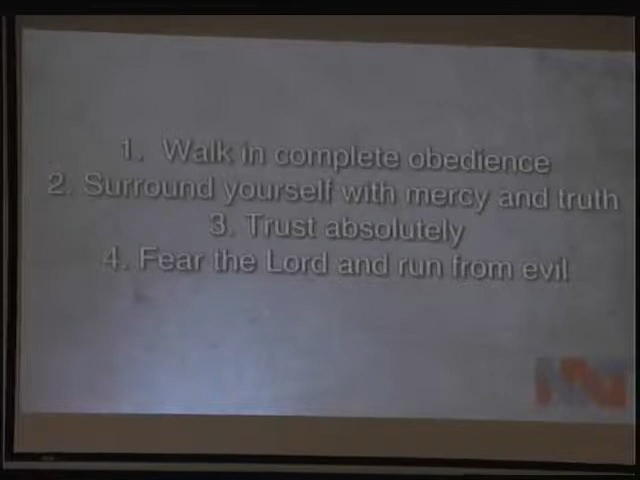 1. Walk in complete obedience
2. Surround yourself with mercy and truth
3. Trust absolutely
4. Fear the Lord and run from evil